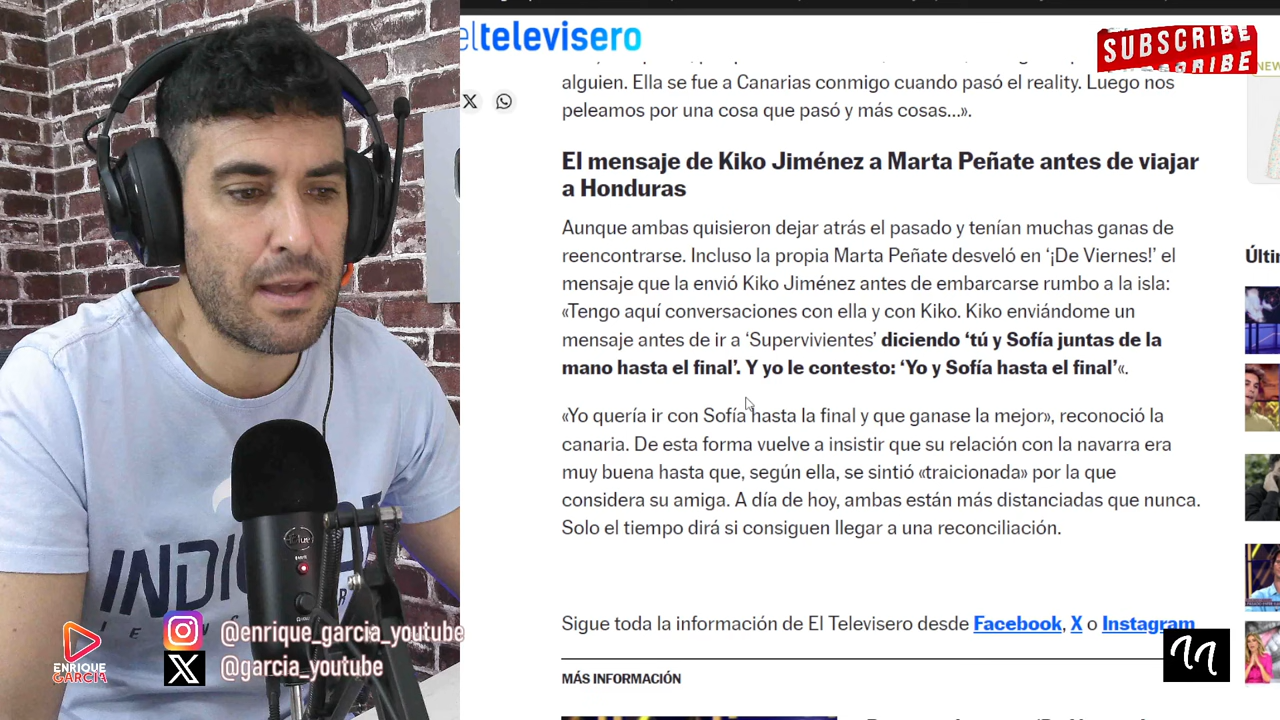 eltelevisero
SUBSCRIBE
alguien. Ella se fue a Canarias conmigo cuando pasó el reality. Luego nos
peleamos por una cosa que pasó y más cosas...».
El mensaje de Kiko Jiménez a Marta Peñate antes de viajar
a Honduras
Aunque ambas quisieron dejar atrás el pasado y tenían muchas ganas de
reencontrarse. Incluso la propia Marta Peñate desveló en ‘¡De Viernes!’ el
mensaje que la envió Kiko Jiménez antes de embarcarse rumbo a la isla:
«Tengo aquí conversaciones con ella y con Kiko. Kiko enviándome un
mensaje antes de ir a ‘Supervivientes’ diciendo ‘tú y Sofía juntas de la
mano hasta el final’. Y yo le contesto: ‘Yo y Sofía hasta el final’«.
«Yo quería ir con Sofía hasta la final y que ganase la mejor», reconoció la
canaria. De esta forma vuelve a insistir que su relación con la navarra era
muy buena hasta que, según ella, se sintió «traicionada» por la que
considera su amiga. A día de hoy, ambas están más distanciadas que nunca.
Solo el tiempo dirá si consiguen llegar a una reconciliación.
Sigue toda la información de El Televisero desde Facebook, X o Instagram
MÁS INFORMACIÓN
Últi
NEW
INDI
Blue
ENRIQUE
GARCIA
@enrique_garcia_youtube
@garcia_youtube